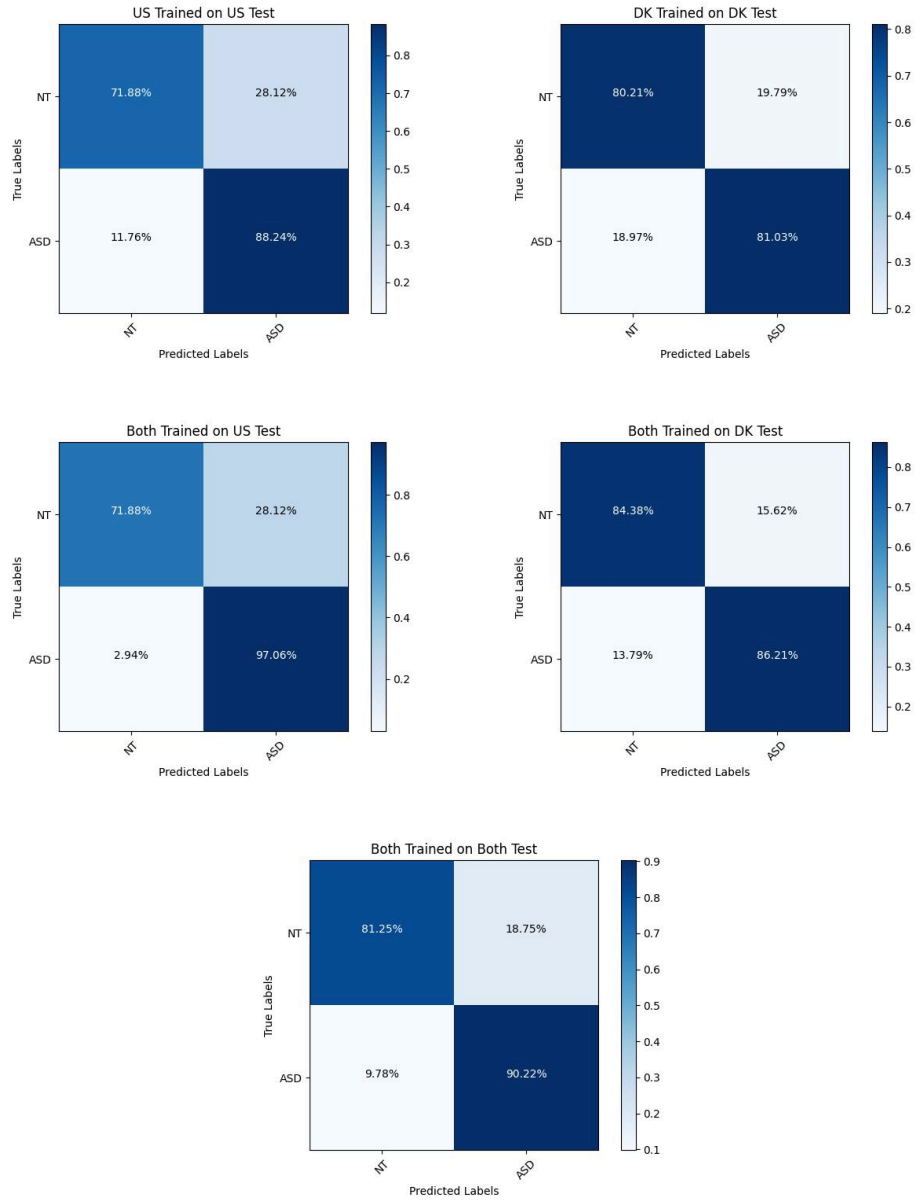 US Trained on US Test
NT
71.88%
28.12%
ASD
11.76%
88.24%
True Labels
NT
ASD
Predicted Labels
0.8
0.7
0.6
0.5
0.4
0.3
0.2
DK Trained on DK Test
NT
80.21%
19.79%
ASD
18.97%
81.03%
True Labels
NT
ASD
Predicted Labels
0.8
0.7
0.6
0.5
0.4
0.3
0.2
Both Trained on US Test
NT
71.88%
28.12%
ASD
2.94%
97.06%
True Labels
NT
ASD
Predicted Labels
0.8
0.6
0.4
0.2
Both Trained on DK Test
NT
84.38%
15.62%
ASD
13.79%
86.21%
True Labels
NT
ASD
Predicted Labels
0.8
0.7
0.6
0.5
0.4
0.3
0.2
Both Trained on Both Test
NT
81.25%
18.75%
ASD
9.78%
90.22%
True Labels
NT
ASD
Predicted Labels
0.9
0.8
0.7
0.6
0.5
0.4
0.3
0.2
0.1